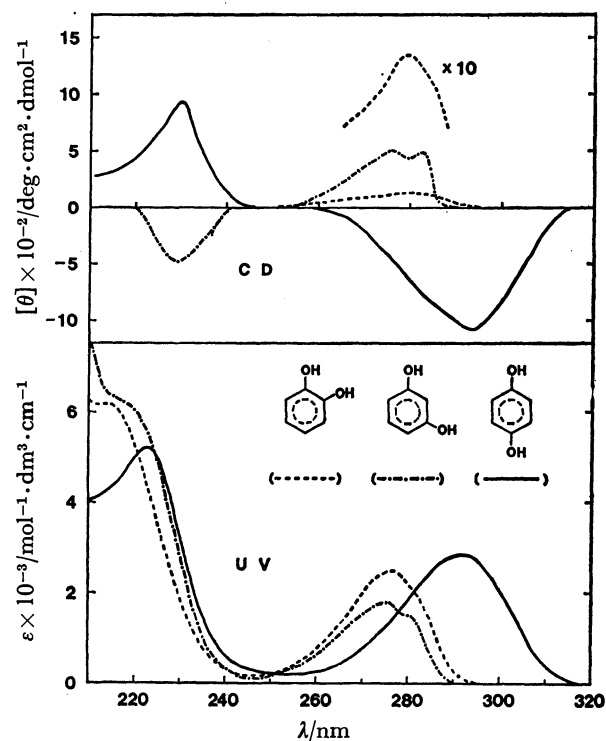 15
10
5
0
−5
−10
[θ] × 10⁻²/deg·cm²·dmol⁻¹
× 10
C D
6
4
2
0
ε × 10⁻³/mol⁻¹·dm³·cm⁻¹
OH
OH
OH
OH
OH
OH
(-----) (-·-·-) (——)
U V
220 240 260 280 300 320
λ/nm